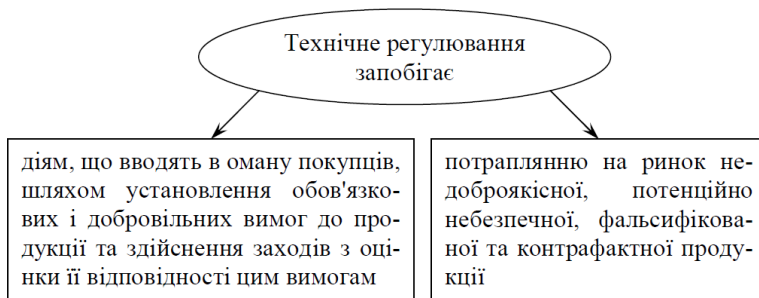 Технічне регулювання
запобігає
діям, що вводять в оману покупців,
шляхом установлення обов'язко-
вих і добровільних вимог до про-
дукції та здійснення заходів з оці-
нки її відповідності цим вимогам
потраплянню на ринок не-
доброякісної, потенційно
небезпечної, фальсифікова-
ної та контрафактної проду-
кції